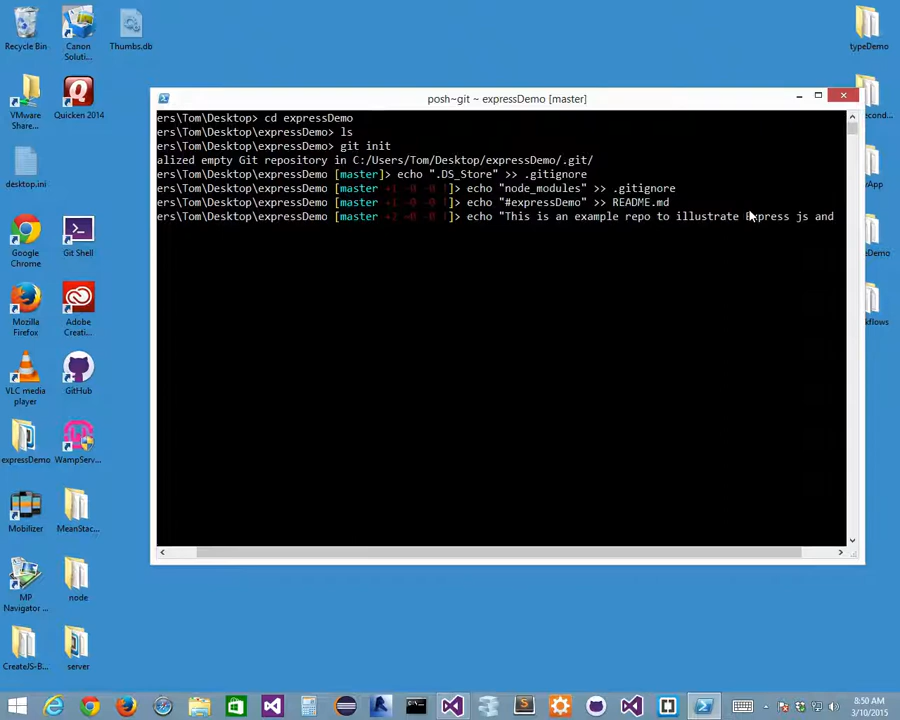 Recycle Bin
Canon Soluti...
Thumbs.db
typeDemo
VMware Share...
Quicken 2014
desktop.ini
Google Chrome
Git Shell
Mozilla Firefox
Adobe Creati...
VLC media player
GitHub
expressDemo
WampServ...
Mobilizer
MeanStac...
MP Navigator ...
node
CreateJS-B...
server
posh~git ~ expressDemo [master]
ers\Tom\Desktop> cd expressDemo
ers\Tom\Desktop\expressDemo> ls
ers\Tom\Desktop\expressDemo> git init
alized empty Git repository in C:/Users/Tom/Desktop/expressDemo/.git/
ers\Tom\Desktop\expressDemo [master]> echo ".DS_Store" >> .gitignore
ers\Tom\Desktop\expressDemo [master +1 ~0 -0 !]> echo "node_modules" >> .gitignore
ers\Tom\Desktop\expressDemo [master +1 ~0 -0 !]> echo "#expressDemo" >> README.md
ers\Tom\Desktop\expressDemo [master +2 ~0 -0 !]> echo "This is an example repo to illustrate Express js and
econd...
yApp
eDemo
kflows
8:50 AM
3/10/2015